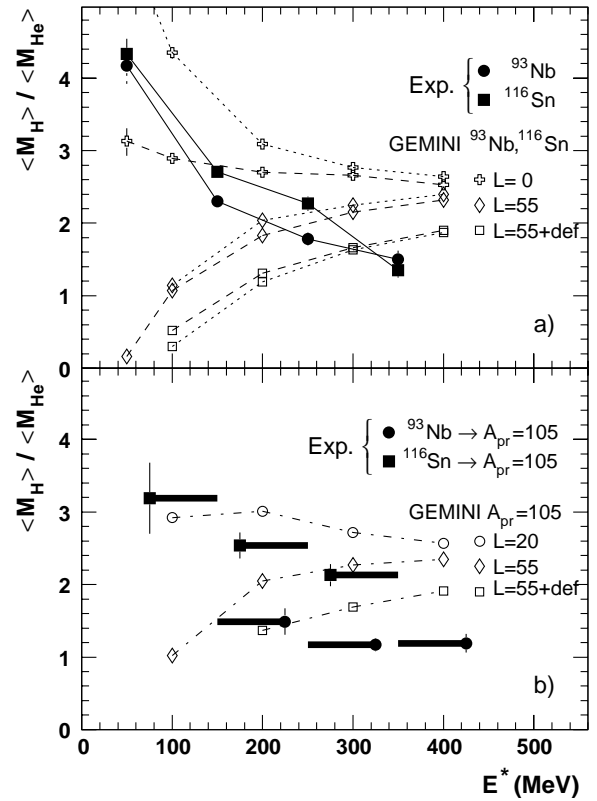 <M_H> / <M_He>
4
3
2
1
0
Exp.
93Nb
116Sn
GEMINI 93Nb,116Sn
L= 0
L=55
L=55+def
a)
<M_H> / <M_He>
4
3
2
1
0
Exp.
93Nb → A_pr=105
116Sn → A_pr=105
GEMINI A_pr=105
L=20
L=55
L=55+def
b)
0 100 200 300 400 500
E* (MeV)